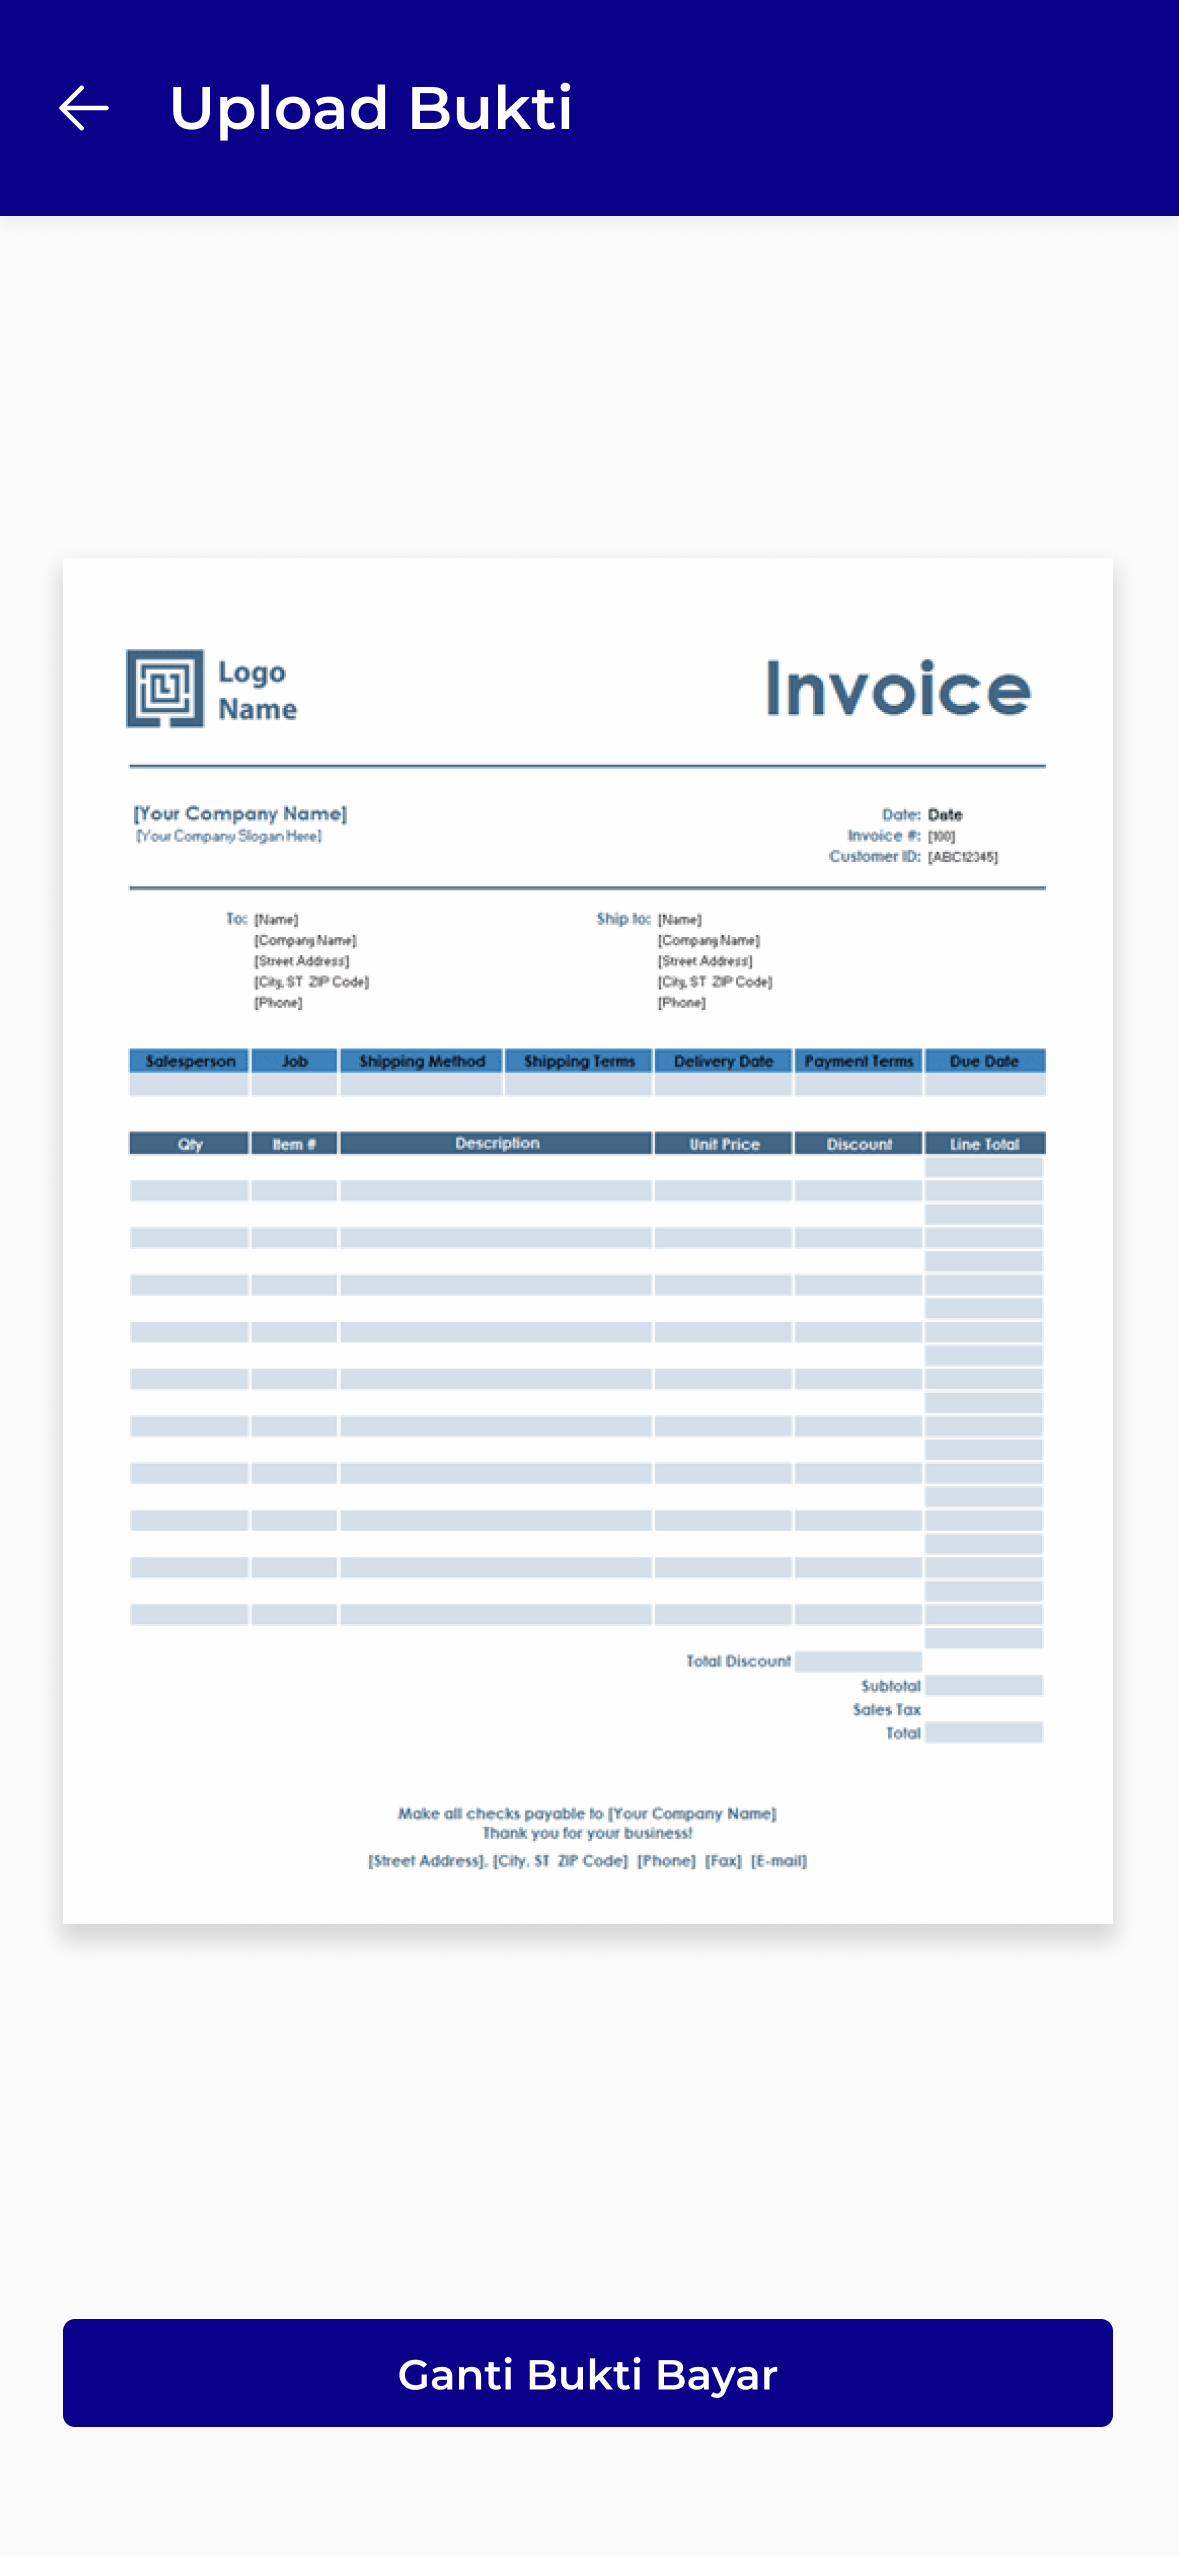 Upload Bukti
Logo
Name
Invoice
[Your Company Name]
[Your Company Slogan Here]
Date: Date
Invoice #: [100]
Customer ID: [ABC12345]
To: [Name]
[Company Name]
[Street Address]
[City, ST ZIP Code]
[Phone]
Ship to: [Name]
[Company Name]
[Street Address]
[City, ST ZIP Code]
[Phone]
Salesperson Job Shipping Method Shipping Terms Delivery Date Payment Terms Due Date
Qty Item # Description Unit Price Discount Line Total
Total Discount
Subtotal
Sales Tax
Total
Make all checks payable to [Your Company Name]
Thank you for your business!
[Street Address], [City, ST ZIP Code] [Phone] [Fax] [E-mail]
Ganti Bukti Bayar